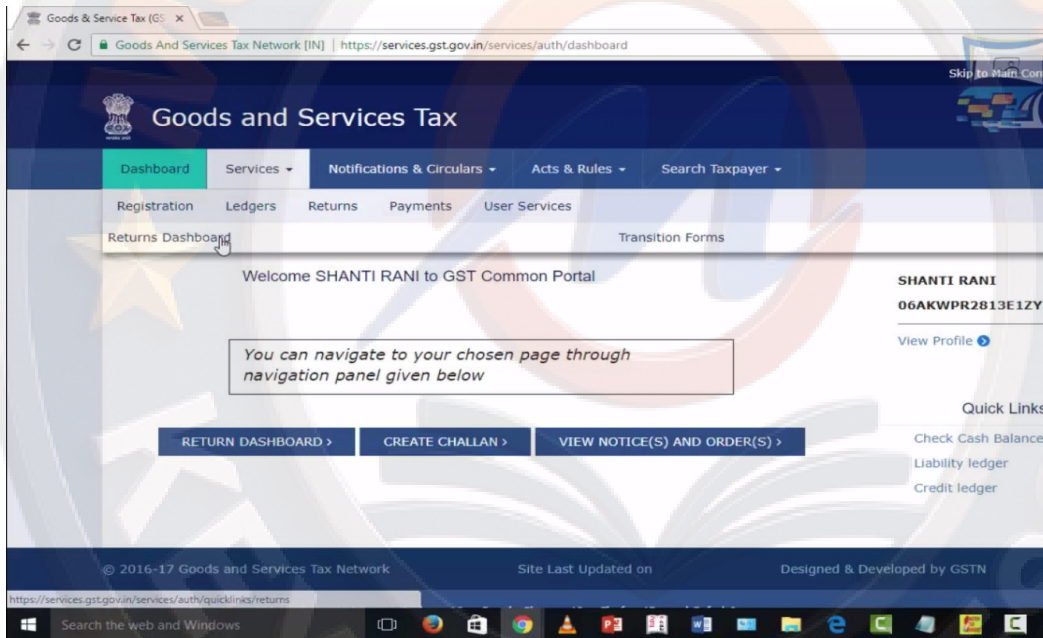 Goods & Service Tax (GS
Goods And Services Tax Network [IN] | https://services.gst.gov.in/services/auth/dashboard
Skip to Main Con
Goods and Services Tax
Dashboard Services Notifications & Circulars Acts & Rules Search Taxpayer
Registration Ledgers Returns Payments User Services
Returns Dashboard Transition Forms
Welcome SHANTI RANI to GST Common Portal
SHANTI RANI
06AKWPR2813E1ZY
View Profile
You can navigate to your chosen page through
navigation panel given below
Quick Links
RETURN DASHBOARD > CREATE CHALLAN > VIEW NOTICE(S) AND ORDER(S) >
Check Cash Balance
Liability ledger
Credit ledger
© 2016-17 Goods and Services Tax Network Site Last Updated on Designed & Developed by GSTN
https://services.gst.gov.in/services/auth/quicklinks/returns
Search the web and Windows